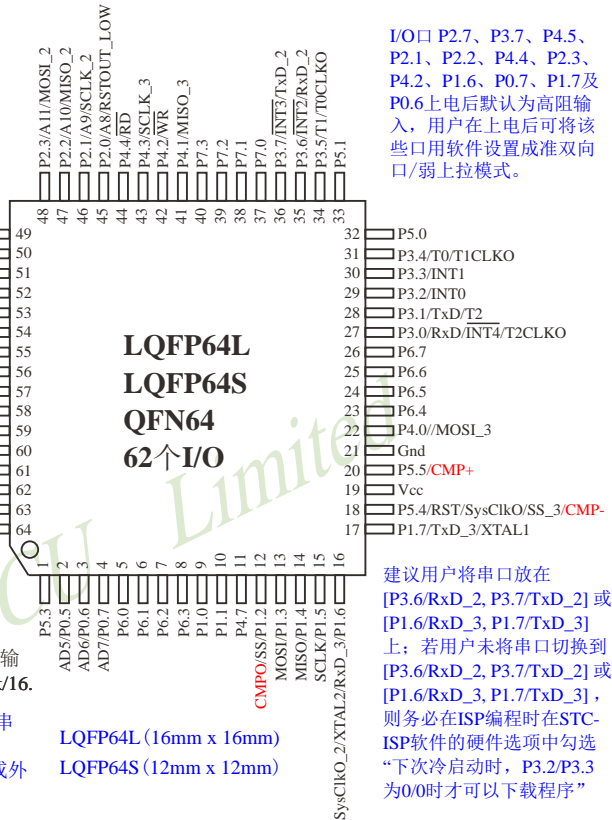 P2.3/A11/MOSI_2
P2.2/A10/MISO_2
P2.1/A9/SCLK_2
P2.0/A8/RSTOUT_LOW
P4.4/RD
P4.3/SCLK_3
P4.2/WR
P4.1/MISO_3
P7.3
P7.2
P7.1
P7.0
P3.7/INT3/TxD_2
P3.6/INT2/RxD_2
P3.5/T1/T0CLKO
P5.1
48
47
46
45
44
43
42
41
40
39
38
37
36
35
34
33
I/O口 P2.7、P3.7、P4.5、
P2.1、P2.2、P4.4、P2.3、
P4.2、P1.6、P0.7、P1.7及
P0.6上电后默认为高阻输
入，用户在上电后可将该
些口用软件设置成准双向
口/弱上拉模式。
49
50
51
52
53
54
55
56
57
58
59
60
61
62
63
64
LQFP64L
LQFP64S
QFN64
62个I/O
32 P5.0
31 P3.4/T0/T1CLKO
30 P3.3/INT1
29 P3.2/INT0
28 P3.1/TxD/T2
27 P3.0/RxD/INT4/T2CLKO
26 P6.7
25 P6.6
24 P6.5
23 P6.4
22 P4.0//MOSI_3
21 Gnd
20 P5.5/CMP+
19 Vcc
18 P5.4/RST/SysClkO/SS_3/CMP-
17 P1.7/TxD_3/XTAL1
1
2
3
4
5
6
7
8
9
10
11
12
13
14
15
16
P5.3
AD5/P0.5
AD6/P0.6
AD7/P0.7
P6.0
P6.1
P6.2
P6.3
P1.0
P1.1
P4.7
CMPO/SS/P1.2
MOSI/P1.3
MISO/P1.4
SCLK/P1.5
SysClkO_2/XTAL2/RxD_3/P1.6
CU Limited
建议用户将串口放在
[P3.6/RxD_2, P3.7/TxD_2] 或
[P1.6/RxD_3, P1.7/TxD_3]
上；若用户未将串口切换到
[P3.6/RxD_2, P3.7/TxD_2] 或
[P1.6/RxD_3, P1.7/TxD_3]，
则务必在ISP编程时在STC-
ISP软件的硬件选项中勾选
“下次冷启动时，P3.2/P3.3
为0/0时才可以下载程序”
输
/16.
串
或外
LQFP64L（16mm x 16mm）
LQFP64S（12mm x 12mm）